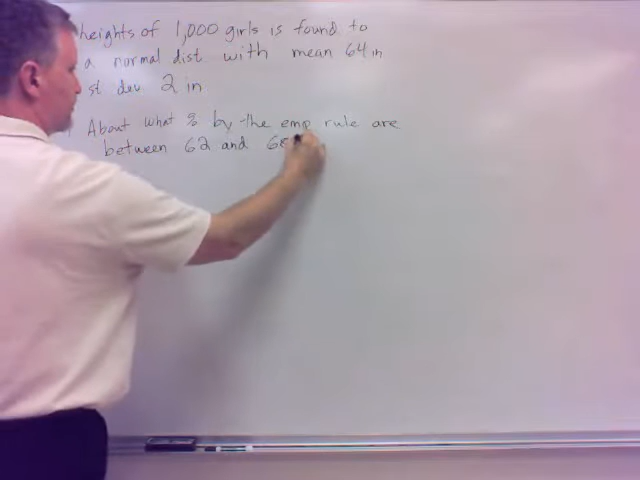 heights of 1,000 girls is found to
a normal dist with mean 64 in
st dev 2 in
About what % by the emp rule are
between 62 and